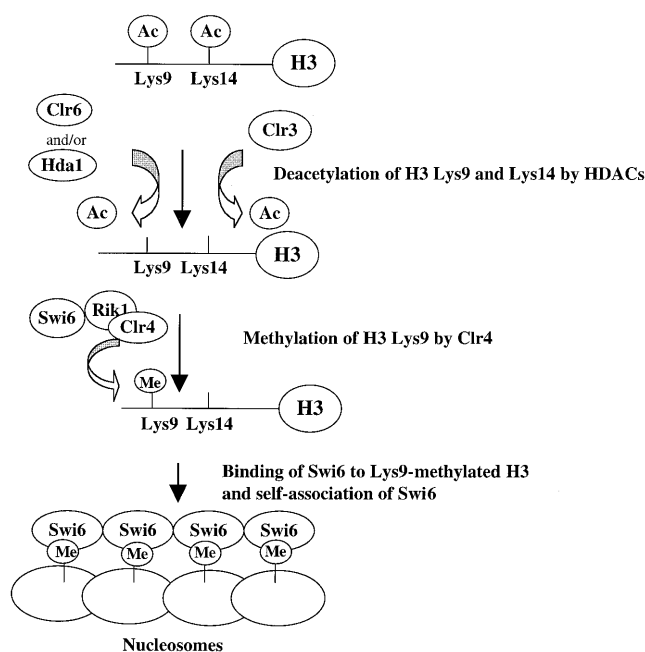 Ac Ac
H3
Lys9 Lys14
Clr6
and/or
Hda1
Clr3
Deacetylation of H3 Lys9 and Lys14 by HDACs
Ac Ac
H3
Lys9 Lys14
Swi6 Rik1
Clr4
Methylation of H3 Lys9 by Clr4
Me
H3
Lys9 Lys14
Binding of Swi6 to Lys9-methylated H3
and self-association of Swi6
Swi6 Swi6 Swi6 Swi6
Me Me Me Me
Nucleosomes